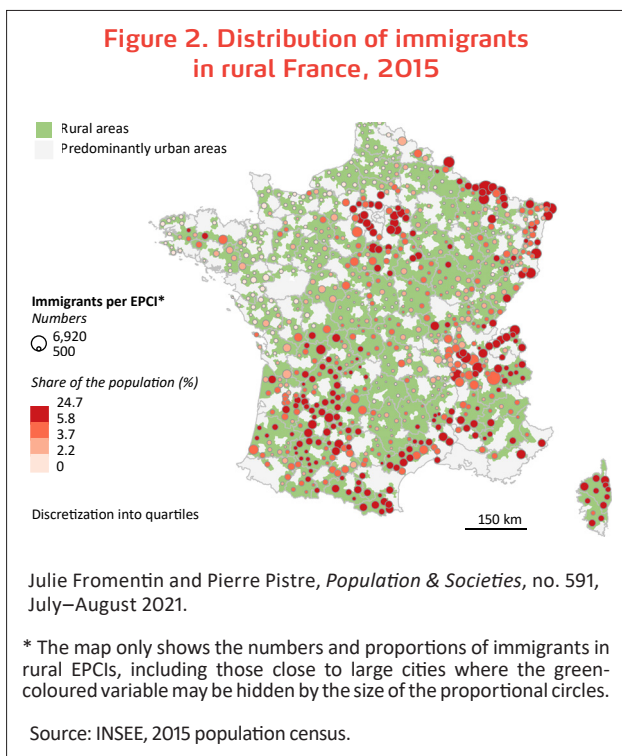 Figure 2. Distribution of immigrants
in rural France, 2015
Rural areas
Predominantly urban areas
Immigrants per EPCI*
Numbers
6,920
500
Share of the population (%)
24.7
5.8
3.7
2.2
0
Discretization into quartiles
150 km
Julie Fromentin and Pierre Pistre, Population & Societies, no. 591,
July–August 2021.
* The map only shows the numbers and proportions of immigrants in
rural EPCIs, including those close to large cities where the green-
coloured variable may be hidden by the size of the proportional circles.
Source: INSEE, 2015 population census.